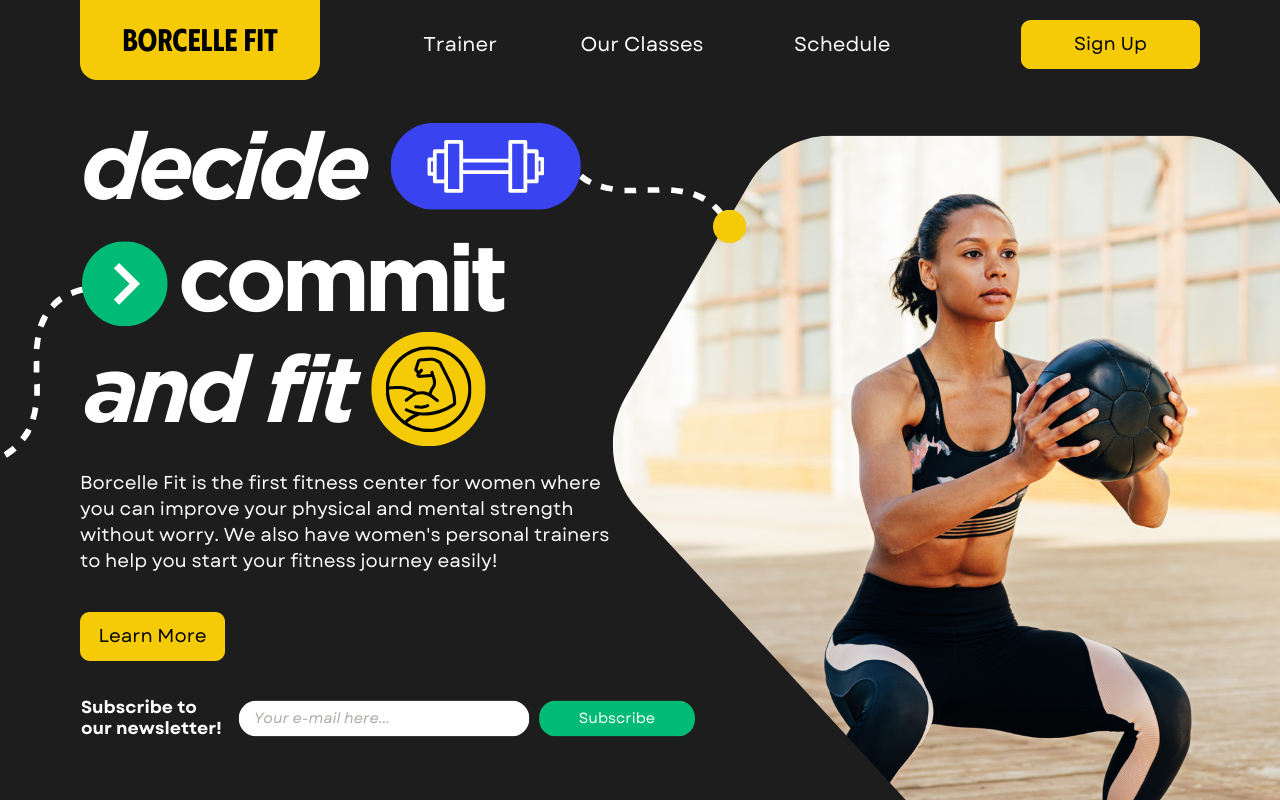 BORCELLE FIT
Trainer
Our Classes
Schedule
Sign Up
decide
commit
and fit
Borcelle Fit is the first fitness center for women where
you can improve your physical and mental strength
without worry. We also have women's personal trainers
to help you start your fitness journey easily!
Learn More
Subscribe to
our newsletter!
Your e-mail here...
Subscribe